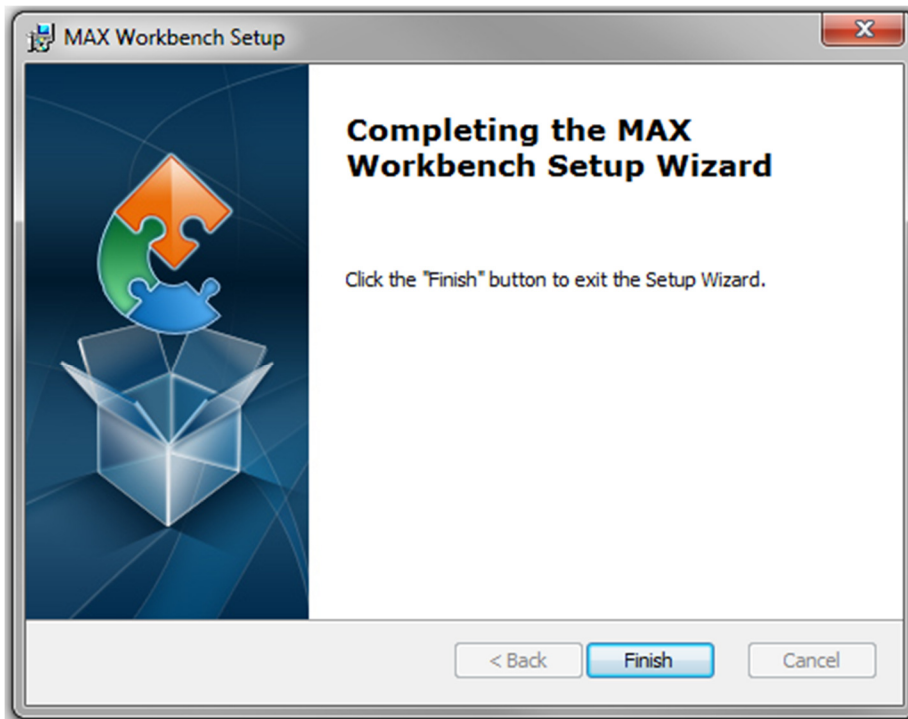 MAX Workbench Setup
Completing the MAX
Workbench Setup Wizard
Click the "Finish" button to exit the Setup Wizard.
< Back
Finish
Cancel